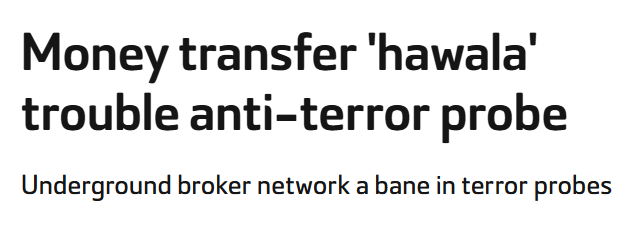 Money transfer 'hawala'
trouble anti-terror probe
Underground broker network a bane in terror probes